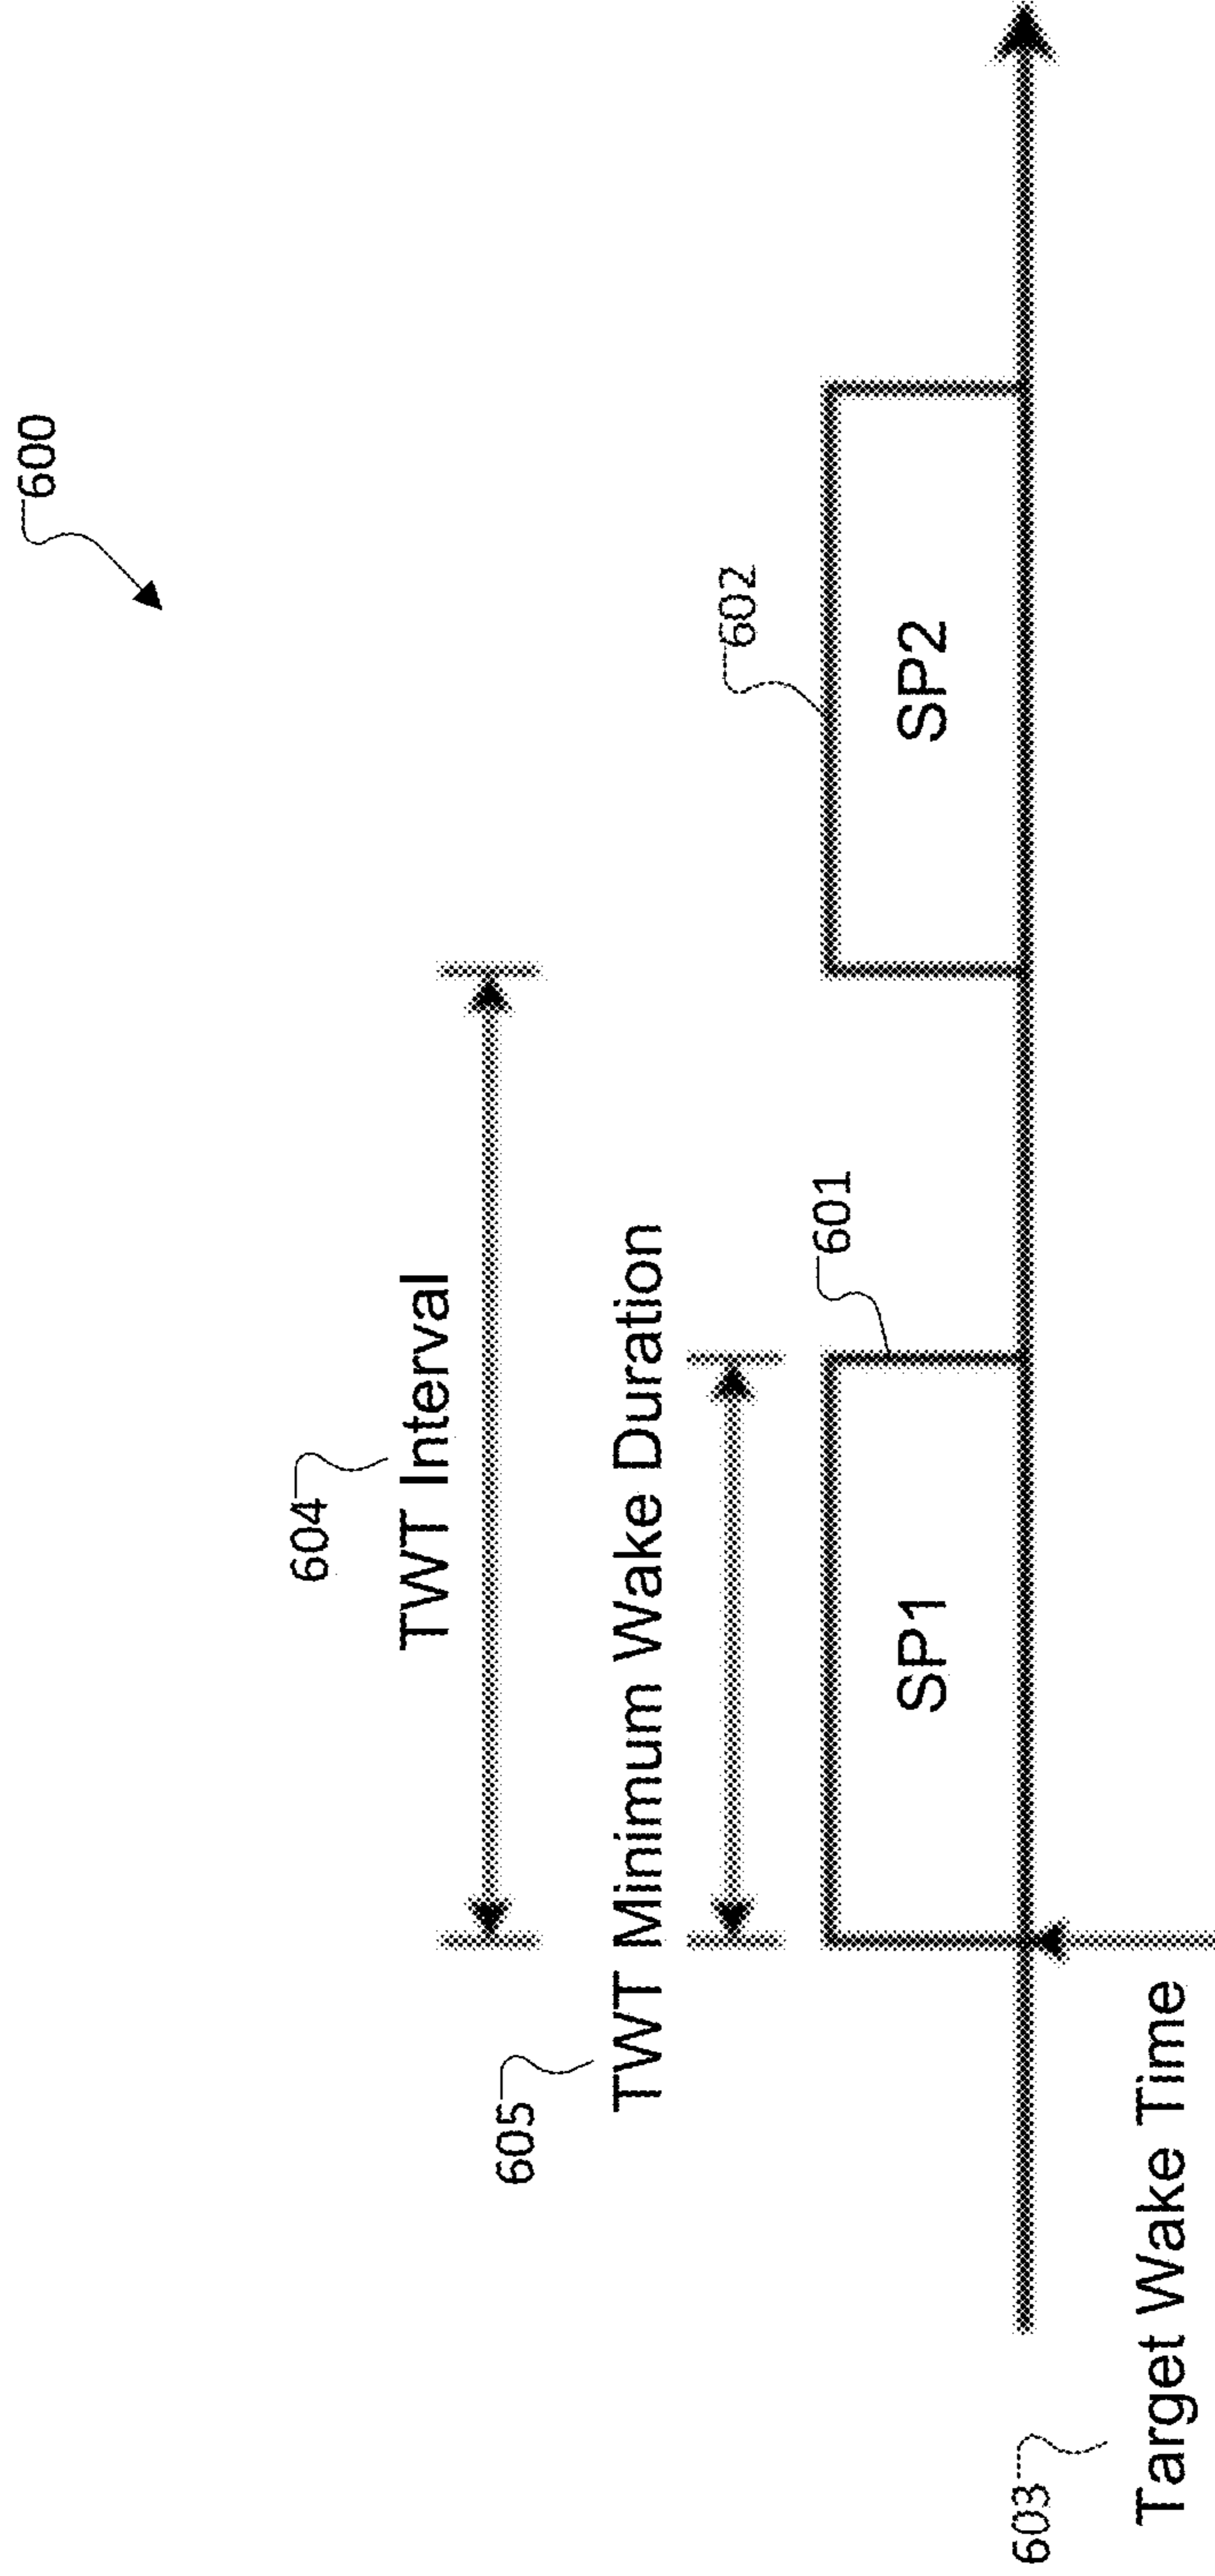 600
604
TWT Interval
605
TWT Minimum Wake Duration
602
601
SP1
SP2
603
Target Wake Time